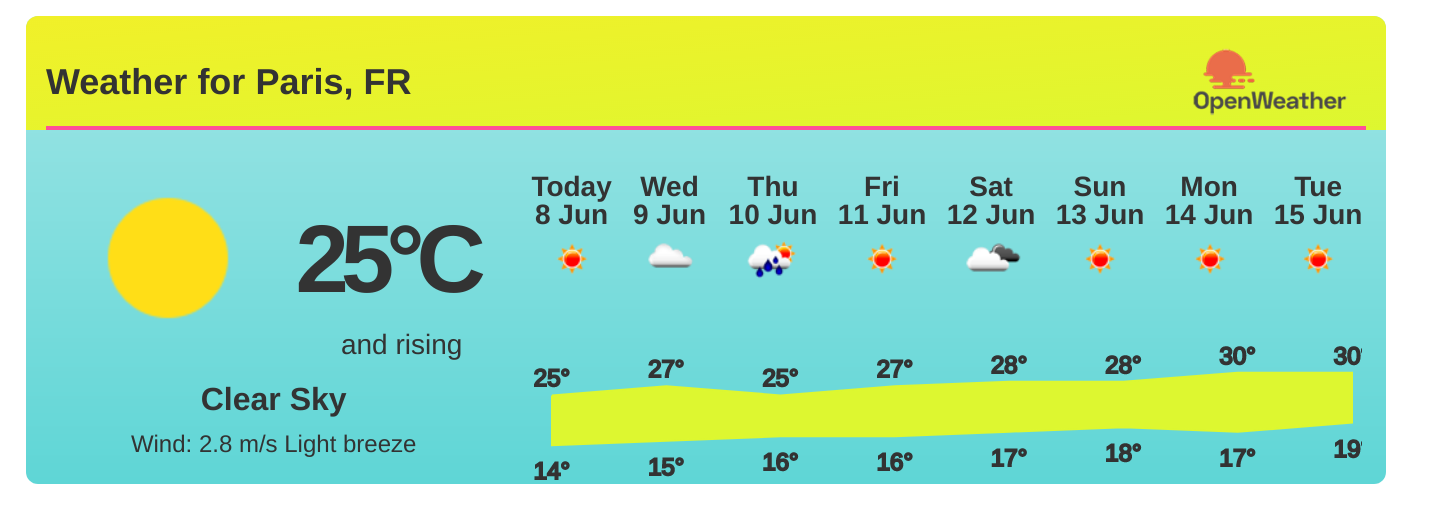 Weather for Paris, FR
OpenWeather
25°C
and rising
Clear Sky
Wind: 2.8 m/s Light breeze
Today Wed Thu Fri Sat Sun Mon Tue
8 Jun 9 Jun 10 Jun 11 Jun 12 Jun 13 Jun 14 Jun 15 Jun
25° 27° 25° 27° 28° 28° 30° 30°
14° 15° 16° 16° 17° 18° 17° 19